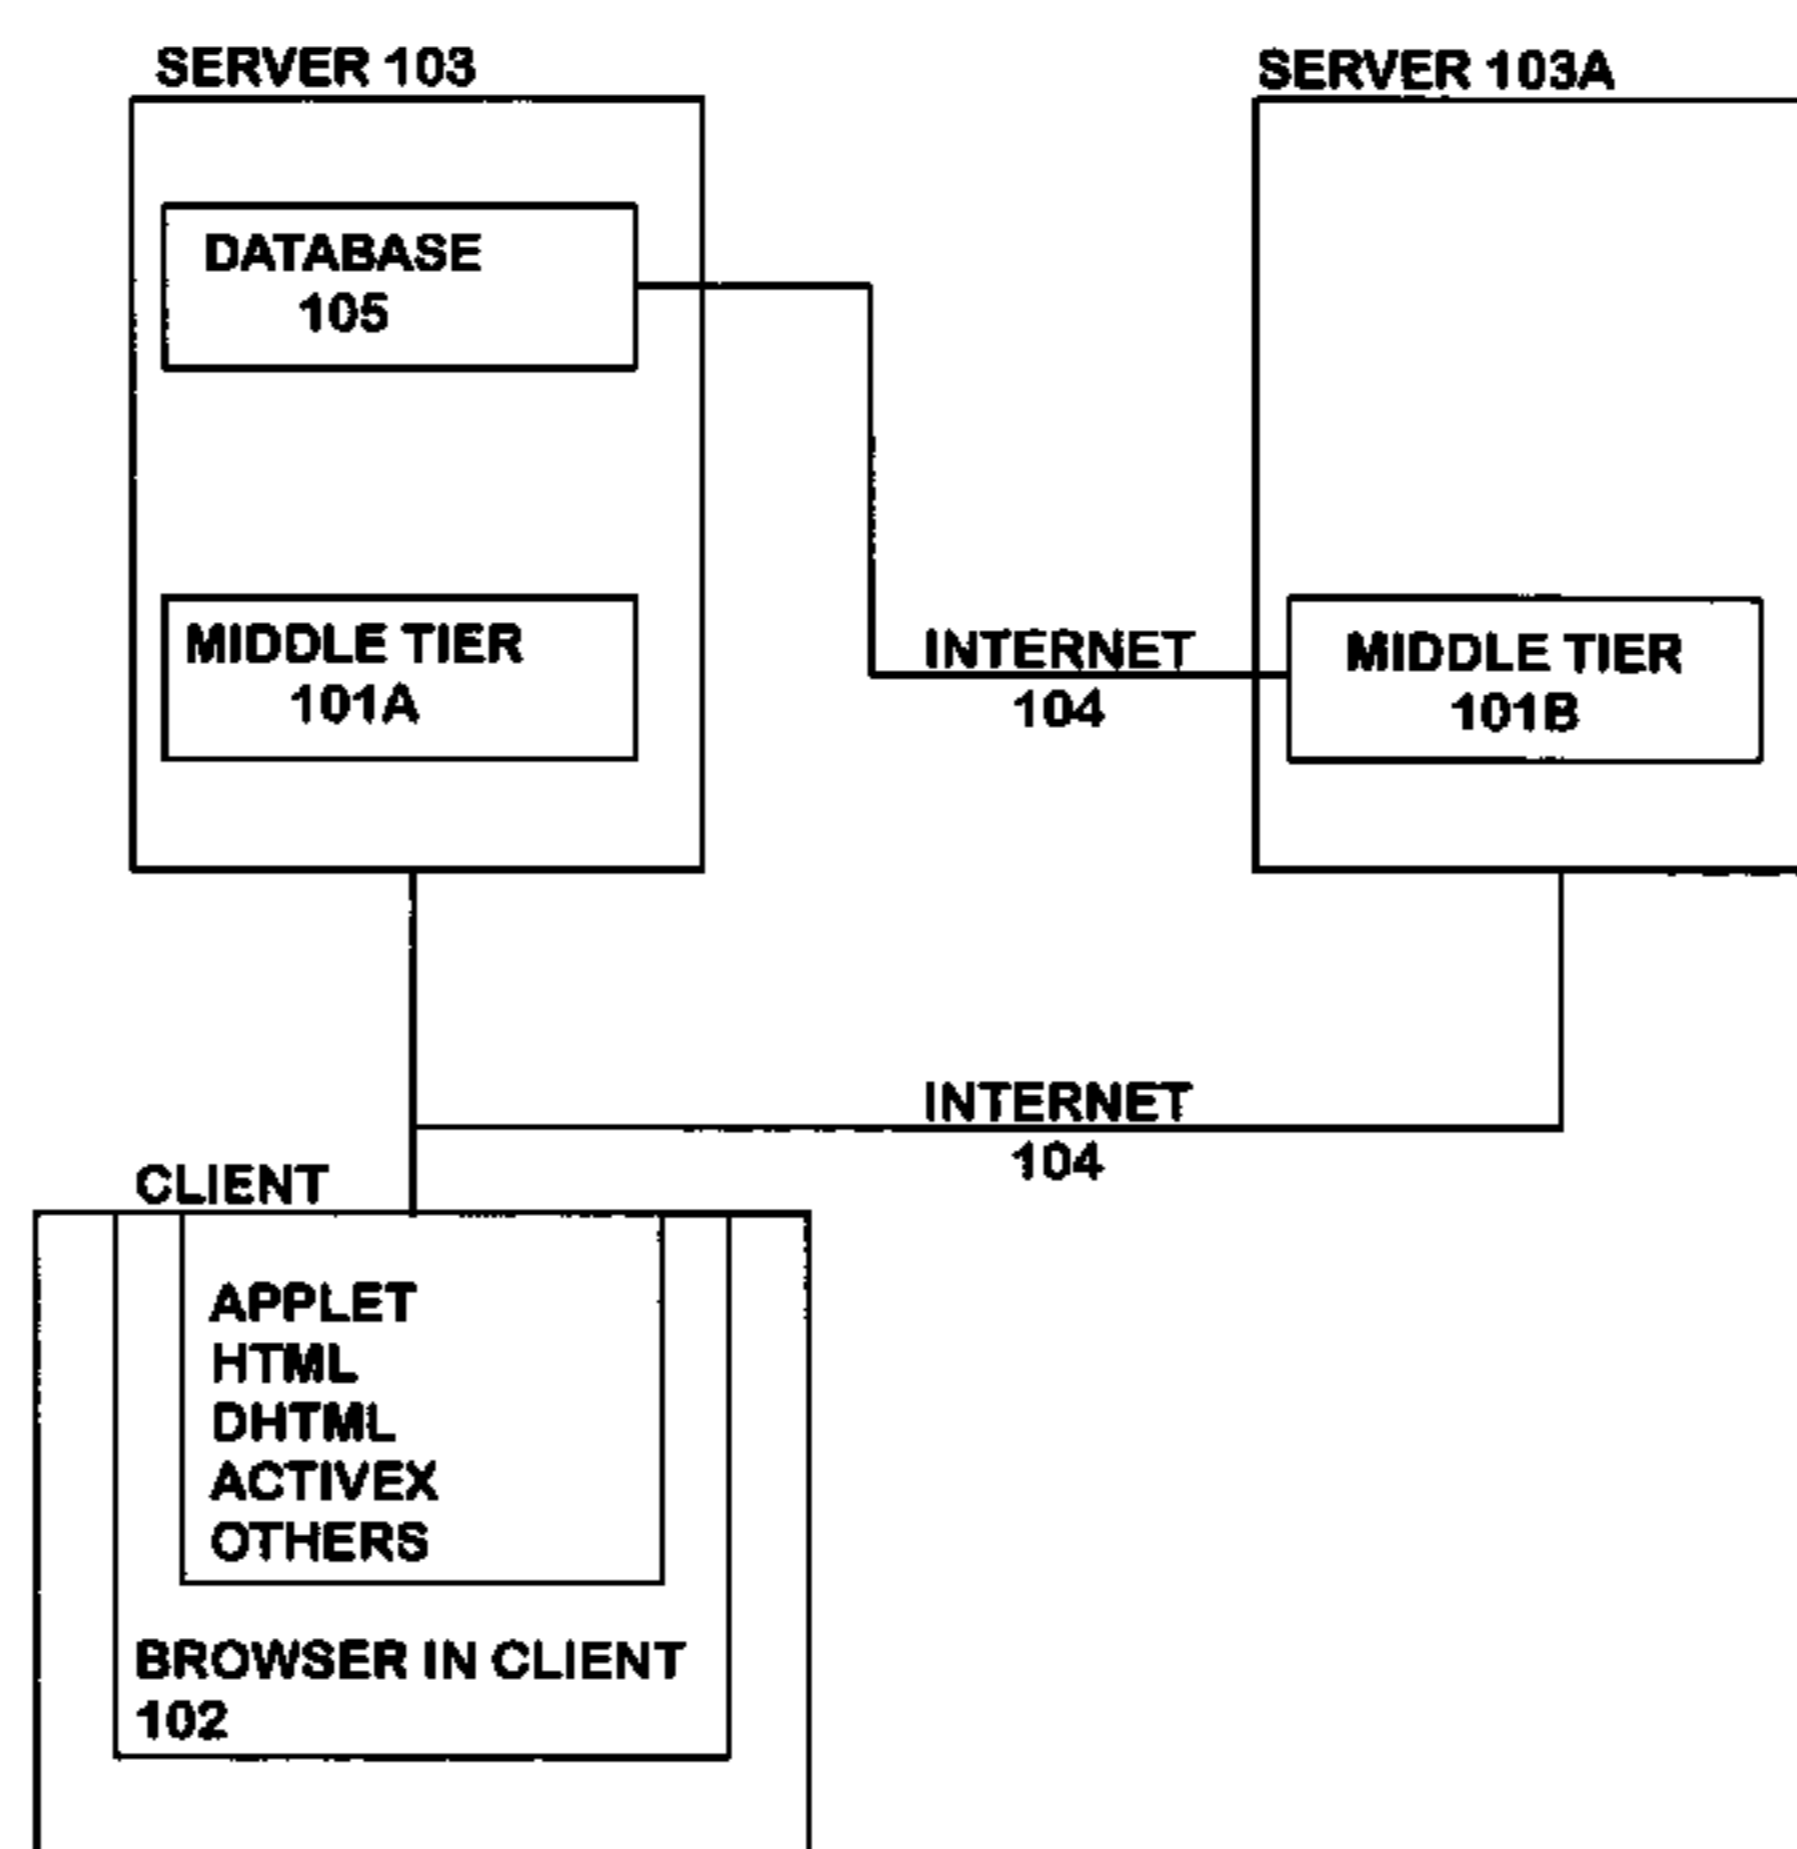 SERVER 103
SERVER 103A
DATABASE
105
MIDDLE TIER
101A
INTERNET
104
MIDDLE TIER
101B
INTERNET
104
CLIENT
APPLET
HTML
DHTML
ACTIVEX
OTHERS
BROWSER IN CLIENT
102